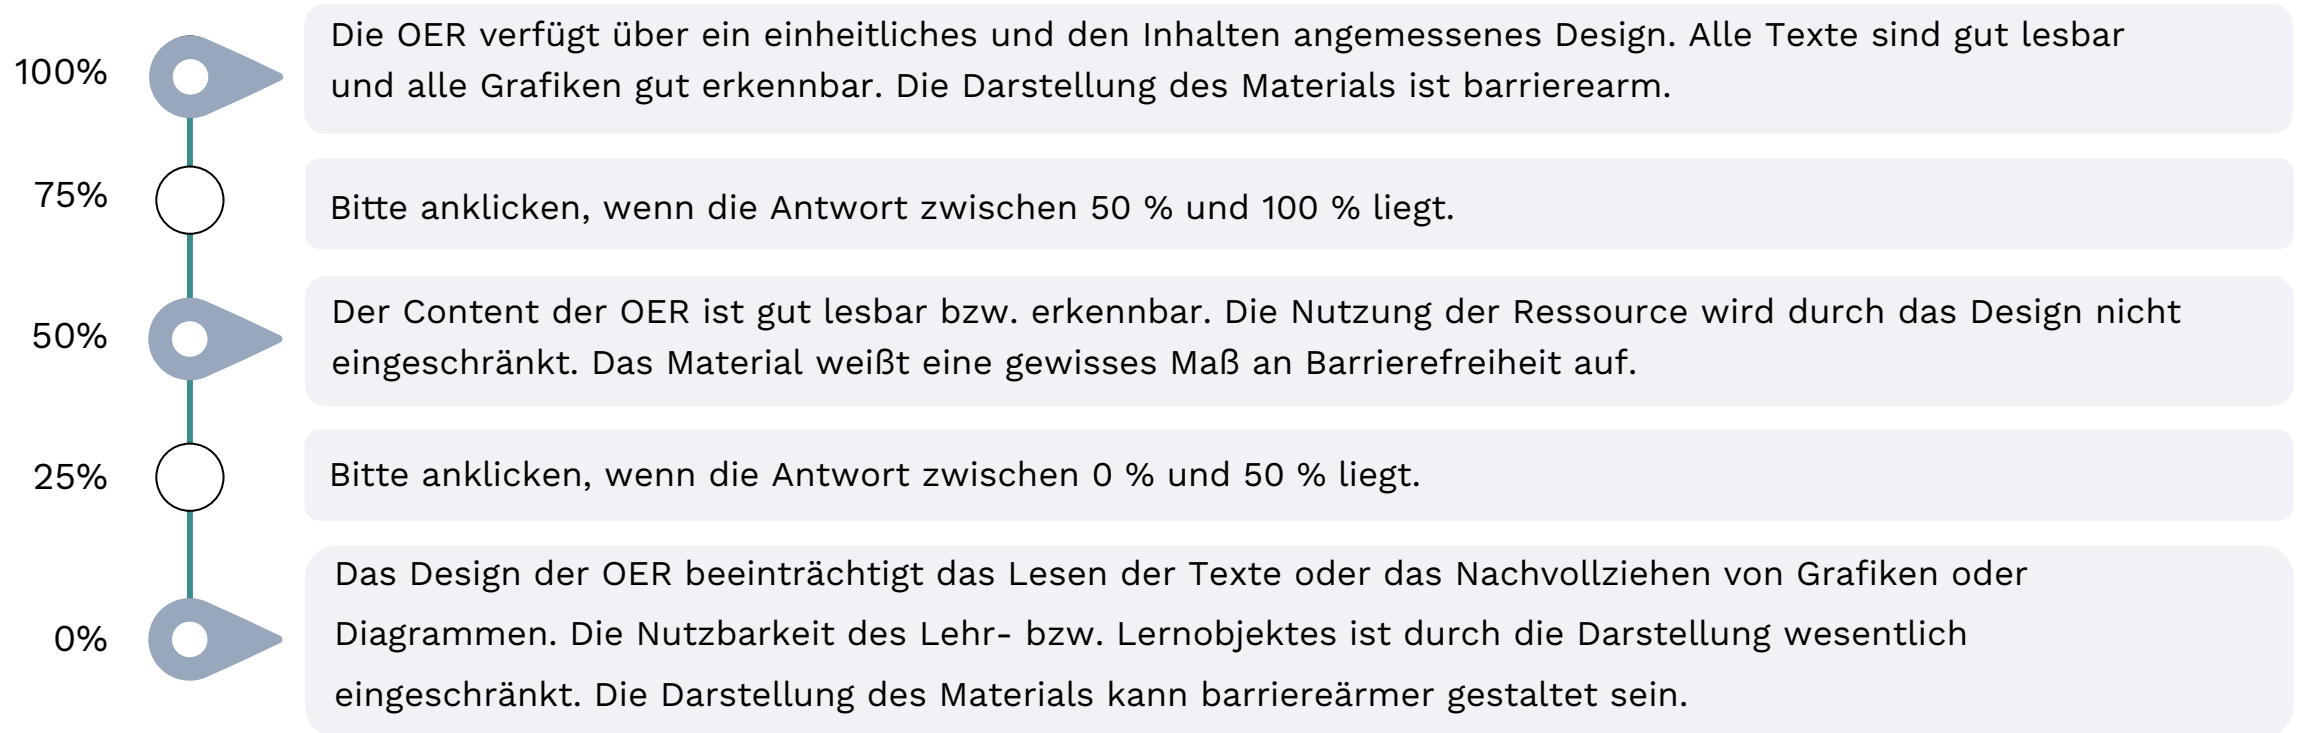 100%
Die OER verfügt über ein einheitliches und den Inhalten angemessenes Design. Alle Texte sind gut lesbar
und alle Grafiken gut erkennbar. Die Darstellung des Materials ist barrierearm.
75%
Bitte anklicken, wenn die Antwort zwischen 50 % und 100 % liegt.
50%
Der Content der OER ist gut lesbar bzw. erkennbar. Die Nutzung der Ressource wird durch das Design nicht
eingeschränkt. Das Material weißt eine gewisses Maß an Barrierefreiheit auf.
25%
Bitte anklicken, wenn die Antwort zwischen 0 % und 50 % liegt.
0%
Das Design der OER beeinträchtigt das Lesen der Texte oder das Nachvollziehen von Grafiken oder
Diagrammen. Die Nutzbarkeit des Lehr- bzw. Lernobjektes ist durch die Darstellung wesentlich
eingeschränkt. Die Darstellung des Materials kann barriereärmer gestaltet sein.